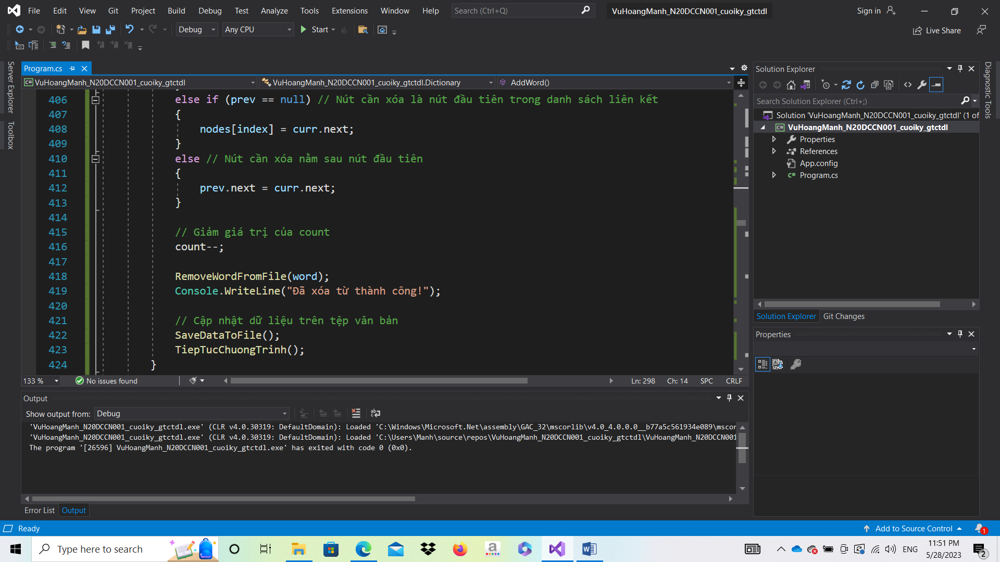 File Edit View Git Project Build Debug Test Analyze Tools Extensions Window Help Search (Ctrl+Q) VuHoangManh_N20DCCN001_cuoiky_gtctdl Sign in
Debug Any CPU Start Live Share
Server Explorer
Toolbox
Program.cs
VuHoangManh_N20DCCN001_cuoiky_gtctdl VuHoangManh_N20DCCN001_cuoiky_gtctdl.Dictionary AddWord()
406 else if (prev == null) // Nút cần xóa là nút đầu tiên trong danh sách liên kết
407 {
408 nodes[index] = curr.next;
409 }
410 else // Nút cần xóa nằm sau nút đầu tiên
411 {
412 prev.next = curr.next;
413 }
414
415 // Giảm giá trị của count
416 count--;
417
418 RemoveWordFromFile(word);
419 Console.WriteLine("Đã xóa từ thành công!");
420
421 // Cập nhật dữ liệu trên tệp văn bản
422 SaveDataToFile();
423 TiepTucChuongTrinh();
424 }
133 % No issues found Ln: 298 Ch: 14 SPC CRLF
Output
Show output from: Debug
'VuHoangManh_N20DCCN001_cuoiky_gtctdl.exe' (CLR v4.0.30319: DefaultDomain): Loaded 'C:\Windows\Microsoft.Net\assembly\GAC_32\mscorlib\v4.0_4.0.0.0__b77a5c561934e089\mscor
'VuHoangManh_N20DCCN001_cuoiky_gtctdl.exe' (CLR v4.0.30319: DefaultDomain): Loaded 'C:\Users\Manh\source\repos\VuHoangManh_N20DCCN001_cuoiky_gtctdl\VuHoangManh_N20DCCN001
The program '[26596] VuHoangManh_N20DCCN001_cuoiky_gtctdl.exe' has exited with code 0 (0x0).
Error List Output
Solution Explorer
Search Solution Explorer (Ctrl+;)
Solution 'VuHoangManh_N20DCCN001_cuoiky_gtctdl' (1 of
VuHoangManh_N20DCCN001_cuoiky_gtctdl
Properties
References
App.config
Program.cs
Solution Explorer Git Changes
Properties
Diagnostic Tools
Ready Add to Source Control 1
Type here to search ENG 11:51 PM
5/28/2023 2